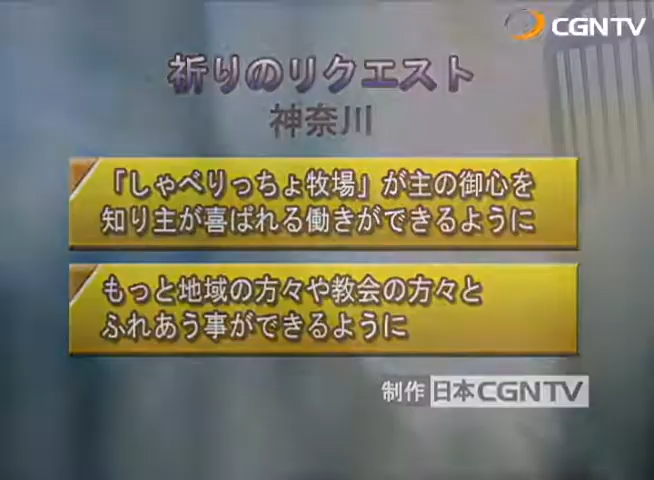 CGNTV
祈りのリクエスト
神奈川
「しゃべりっちょ牧場」が主の御心を
知り主が喜ばれる働きができるように
もっと地域の方々や教会の方々と
ふれあう事ができるように
制作 日本CGNTV